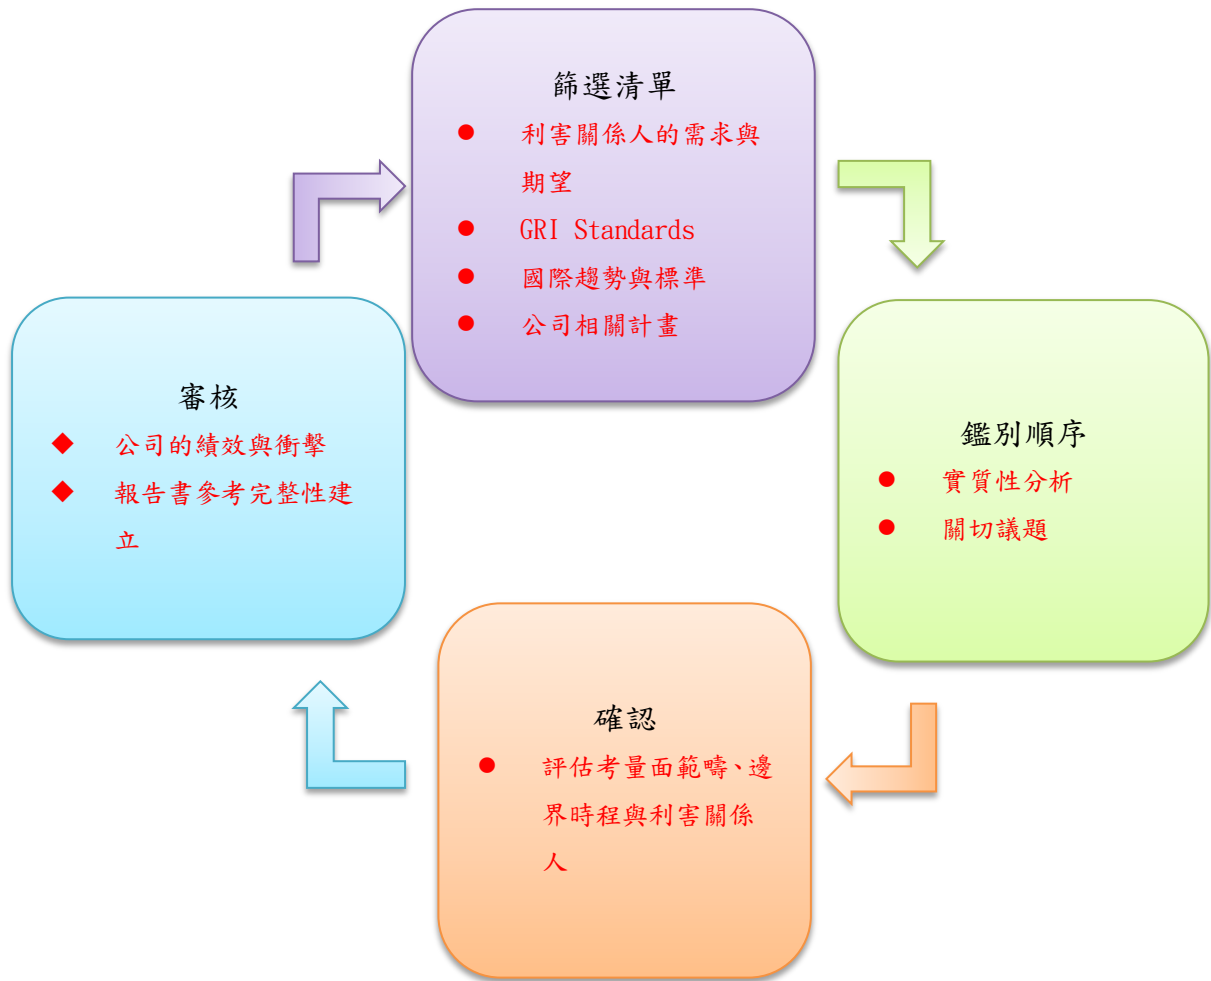 篩選清單
● 利害關係人的需求與
期望
● GRI Standards
● 國際趨勢與標準
● 公司相關計畫
鑑別順序
● 實質性分析
● 關切議題
確認
● 評估考量面範疇、邊
界時程與利害關係
人
審核
◆ 公司的績效與衝擊
◆ 報告書參考完整性建
立